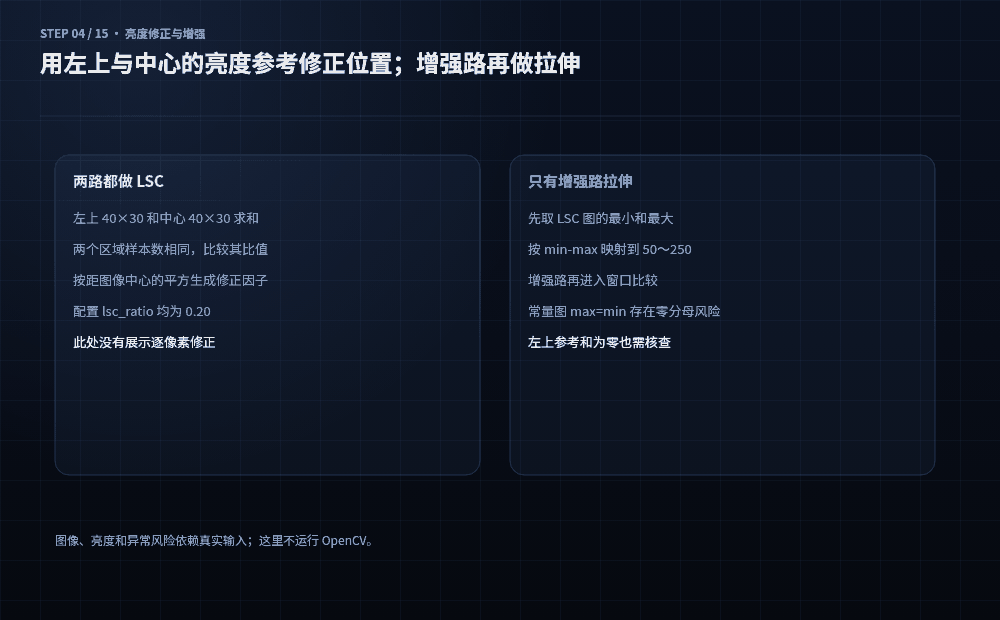 STEP 04 / 15 · 亮度修正与增强
用左上与中心的亮度参考修正位置；增强路再做拉伸
两路都做 LSC
左上 40×30 和中心 40×30 求和
两个区域样本数相同，比较其比值
按距图像中心的平方生成修正因子
配置 lsc_ratio 均为 0.20
此处没有展示逐像素修正
只有增强路拉伸
先取 LSC 图的最小和最大
按 min-max 映射到 50～250
增强路再进入窗口比较
常量图 max=min 存在零分母风险
左上参考和为零也需核查
图像、亮度和异常风险依赖真实输入；这里不运行 OpenCV。